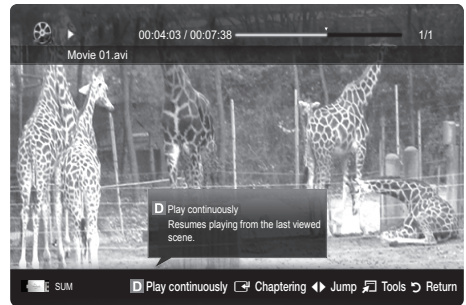 00:04:03 / 00:07:38 1/1
Movie 01.avi
D Play continuously
Resumes playing from the last viewed
scene.
SUM D Play continuously Chaptering Jump Tools Return